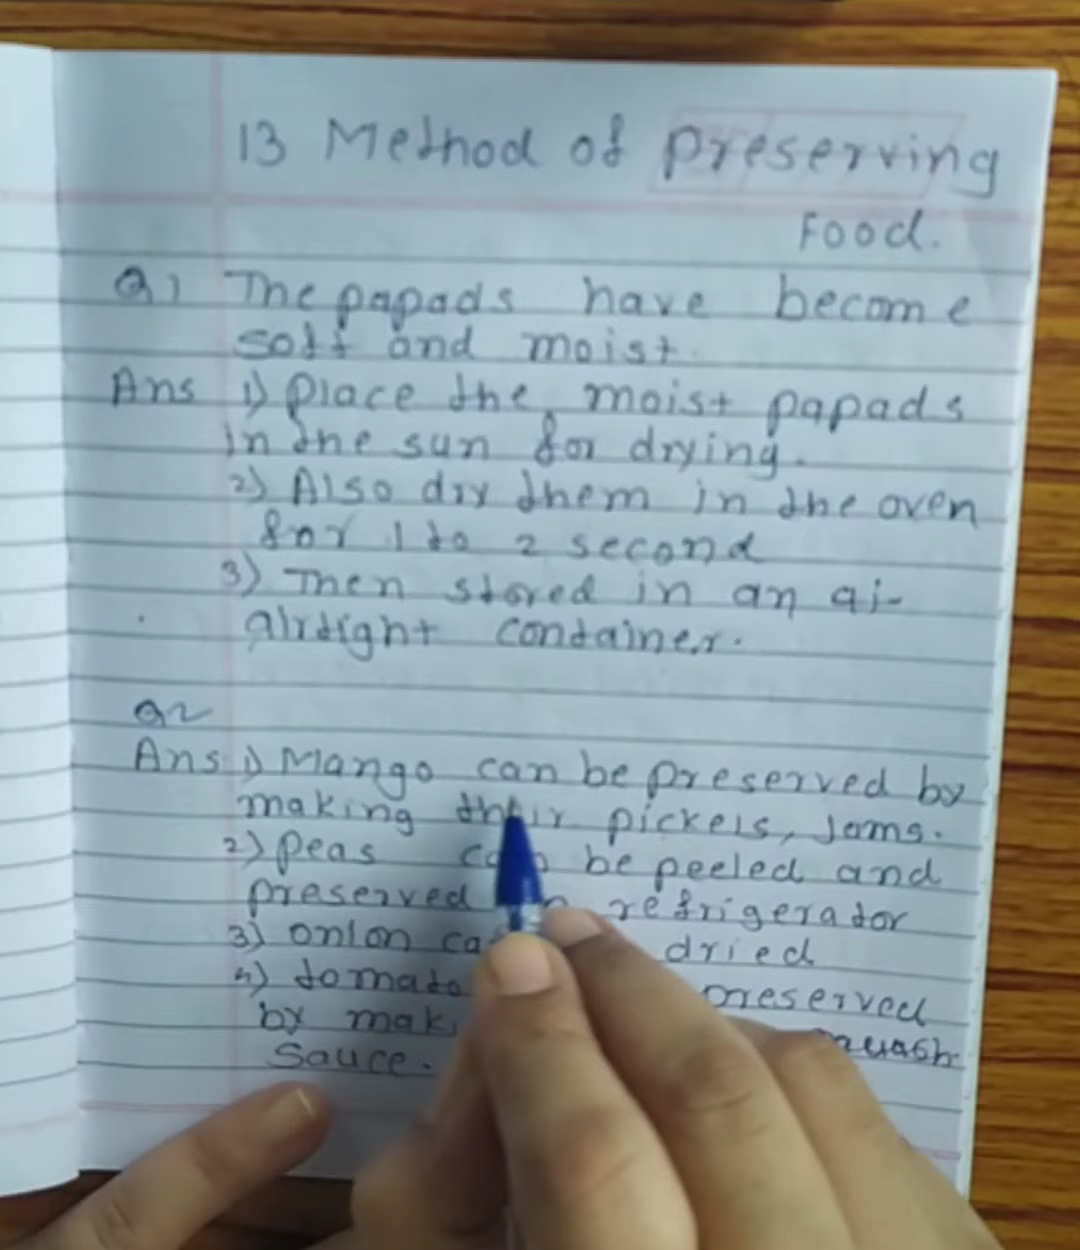 13 Method of preserving
Food.
Q1 The papads have become
soft and moist.
Ans 1) Place the moist papads
in the sun for drying.
2) Also dry them in the oven
for 1 to 2 second
3) Then stored in an ai-
airtight container.
Q2
Ans 1) Mango can be preserved by
making their pickels, Jams.
2) Peas can be peeled and
preserved in refrigerator
3) onion dried
4) tomato preserved
by
Sauce.